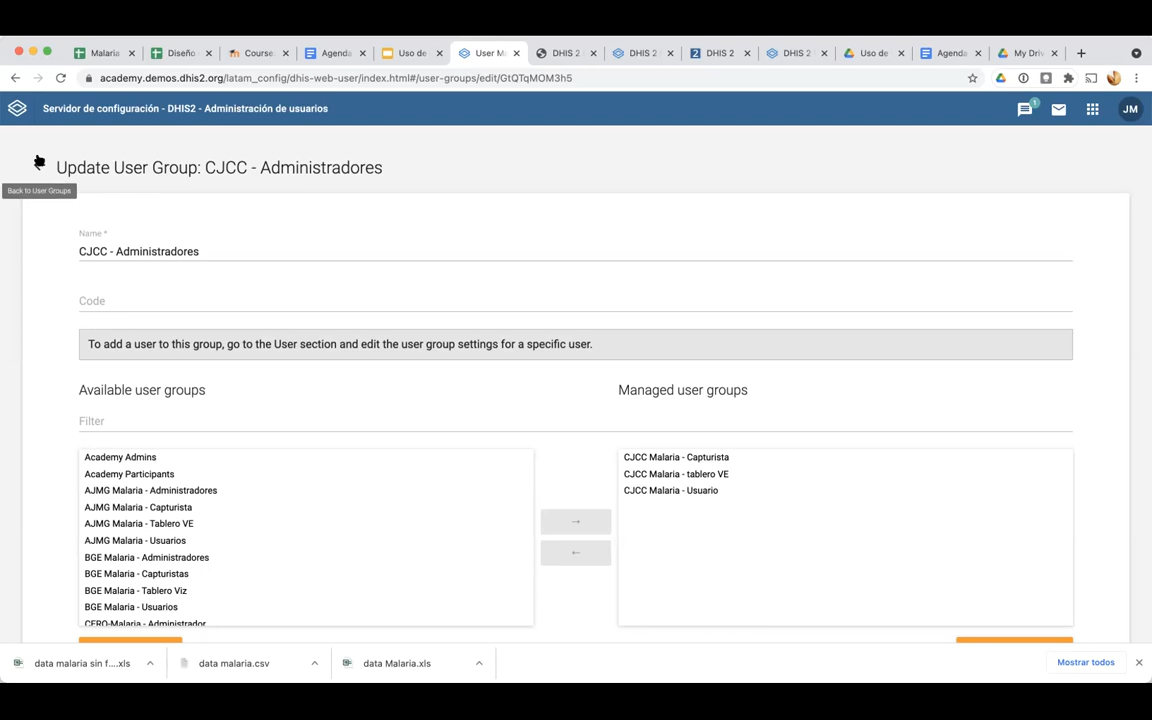 Malaria
Diseño
Course:
Agenda
Uso de
User M
DHIS 2
DHIS 2
2 DHIS 2
DHIS 2
Uso de
Agenda
My Driv
academy.demos.dhis2.org/latam_config/dhis-web-user/index.html#/user-groups/edit/GtQTqMOM3h5
Servidor de configuración - DHIS2 - Administración de usuarios
1
JM
Update User Group: CJCC - Administradores
Back to User Groups
Name *
CJCC - Administradores
Code
To add a user to this group, go to the User section and edit the user group settings for a specific user.
Available user groups
Managed user groups
Filter
Academy Admins
Academy Participants
AJMG Malaria - Administradores
AJMG Malaria - Capturista
AJMG Malaria - Tablero VE
AJMG Malaria - Usuarios
BGE Malaria - Administradores
BGE Malaria - Capturistas
BGE Malaria - Tablero Viz
BGE Malaria - Usuarios
CERO-Malaria - Administrador
→
←
CJCC Malaria - Capturista
CJCC Malaria - tablero VE
CJCC Malaria - Usuario
data malaria sin f....xls
data malaria.csv
data Malaria.xls
Mostrar todos